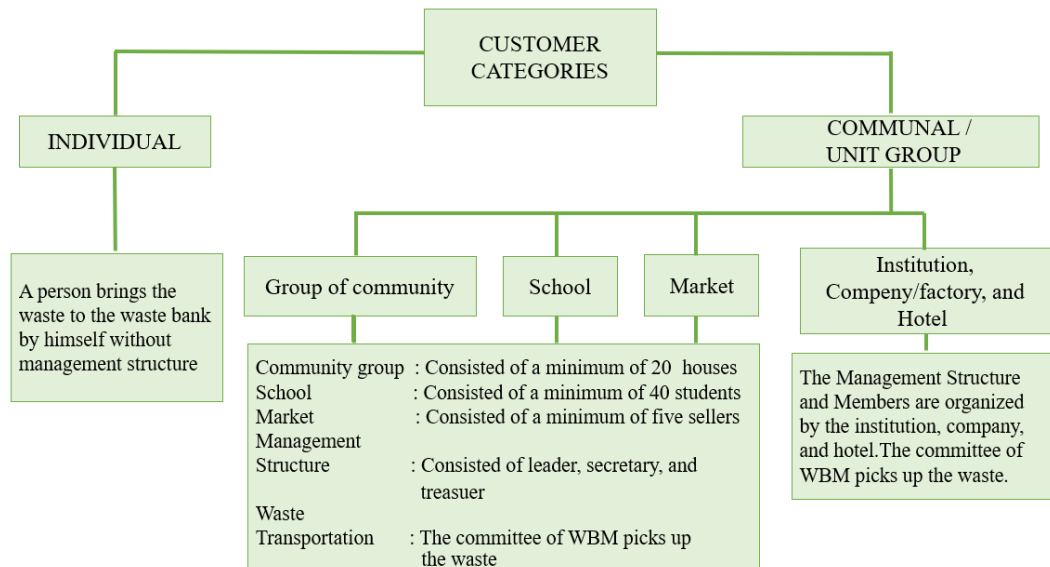 CUSTOMER
CATEGORIES
INDIVIDUAL
COMMUNAL /
UNIT GROUP
A person brings the
waste to the waste bank
by himself without
management structure
Group of community
School
Market
Institution,
Compeny/factory, and
Hotel
Community group : Consisted of a minimum of 20 houses
School : Consisted of a minimum of 40 students
Market : Consisted of a minimum of five sellers
Management
Structure : Consisted of leader, secretary, and
treasuer
Waste
Transportation : The committee of WBM picks up
the waste
The Management Structure
and Members are organized
by the institution, company,
and hotel.The committee of
WBM picks up the waste.